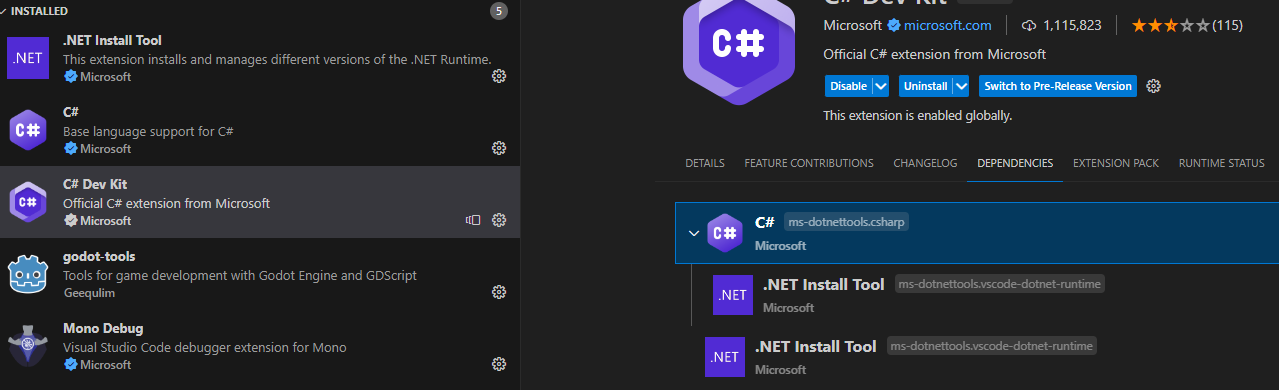 INSTALLED 5
.NET
.NET Install Tool
This extension installs and manages different versions of the .NET Runtime.
Microsoft
C#
C#
Base language support for C#
Microsoft
C#
C# Dev Kit
Official C# extension from Microsoft
Microsoft
godot-tools
Tools for game development with Godot Engine and GDScript
Geequlim
Mono Debug
Visual Studio Code debugger extension for Mono
Microsoft
C#
C# Dev Kit
Microsoft microsoft.com 1,115,823 (115)
Official C# extension from Microsoft
Disable Uninstall Switch to Pre-Release Version
This extension is enabled globally.
DETAILS FEATURE CONTRIBUTIONS CHANGELOG DEPENDENCIES EXTENSION PACK RUNTIME STATUS
C#
C# ms-dotnettools.csharp
Microsoft
.NET
.NET Install Tool ms-dotnettools.vscode-dotnet-runtime
Microsoft
.NET
.NET Install Tool ms-dotnettools.vscode-dotnet-runtime
Microsoft